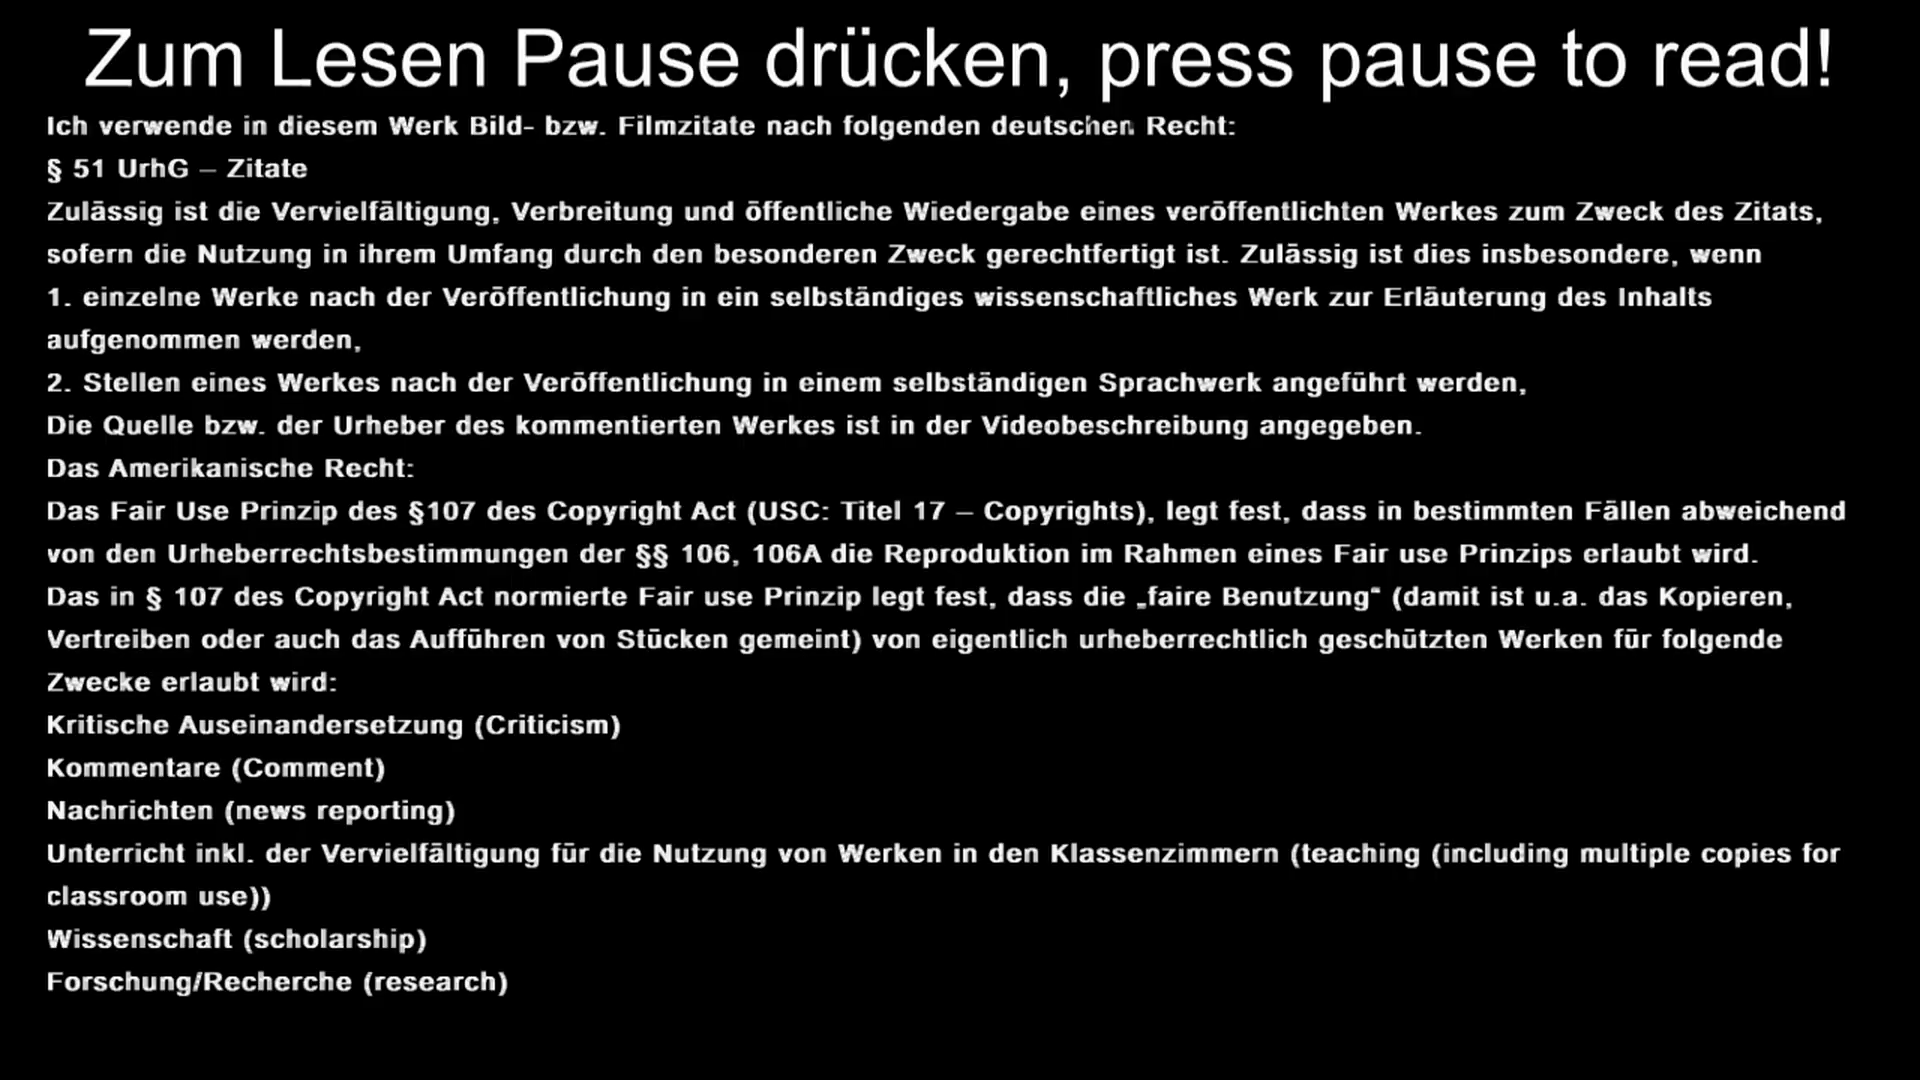 Zum Lesen Pause drücken, press pause to read!
Ich verwende in diesem Werk Bild- bzw. Filmzitate nach folgenden deutschen Recht:
§ 51 UrhG – Zitate
Zulässig ist die Vervielfältigung, Verbreitung und öffentliche Wiedergabe eines veröffentlichten Werkes zum Zweck des Zitats,
sofern die Nutzung in ihrem Umfang durch den besonderen Zweck gerechtfertigt ist. Zulässig ist dies insbesondere, wenn
1. einzelne Werke nach der Veröffentlichung in ein selbständiges wissenschaftliches Werk zur Erläuterung des Inhalts
aufgenommen werden,
2. Stellen eines Werkes nach der Veröffentlichung in einem selbständigen Sprachwerk angeführt werden,
Die Quelle bzw. der Urheber des kommentierten Werkes ist in der Videobeschreibung angegeben.
Das Amerikanische Recht:
Das Fair Use Prinzip des §107 des Copyright Act (USC: Titel 17 – Copyrights), legt fest, dass in bestimmten Fällen abweichend
von den Urheberrechtsbestimmungen der §§ 106, 106A die Reproduktion im Rahmen eines Fair use Prinzips erlaubt wird.
Das in § 107 des Copyright Act normierte Fair use Prinzip legt fest, dass die „faire Benutzung“ (damit ist u.a. das Kopieren,
Vertreiben oder auch das Aufführen von Stücken gemeint) von eigentlich urheberrechtlich geschützten Werken für folgende
Zwecke erlaubt wird:
Kritische Auseinandersetzung (Criticism)
Kommentare (Comment)
Nachrichten (news reporting)
Unterricht inkl. der Vervielfältigung für die Nutzung von Werken in den Klassenzimmern (teaching (including multiple copies for
classroom use))
Wissenschaft (scholarship)
Forschung/Recherche (research)